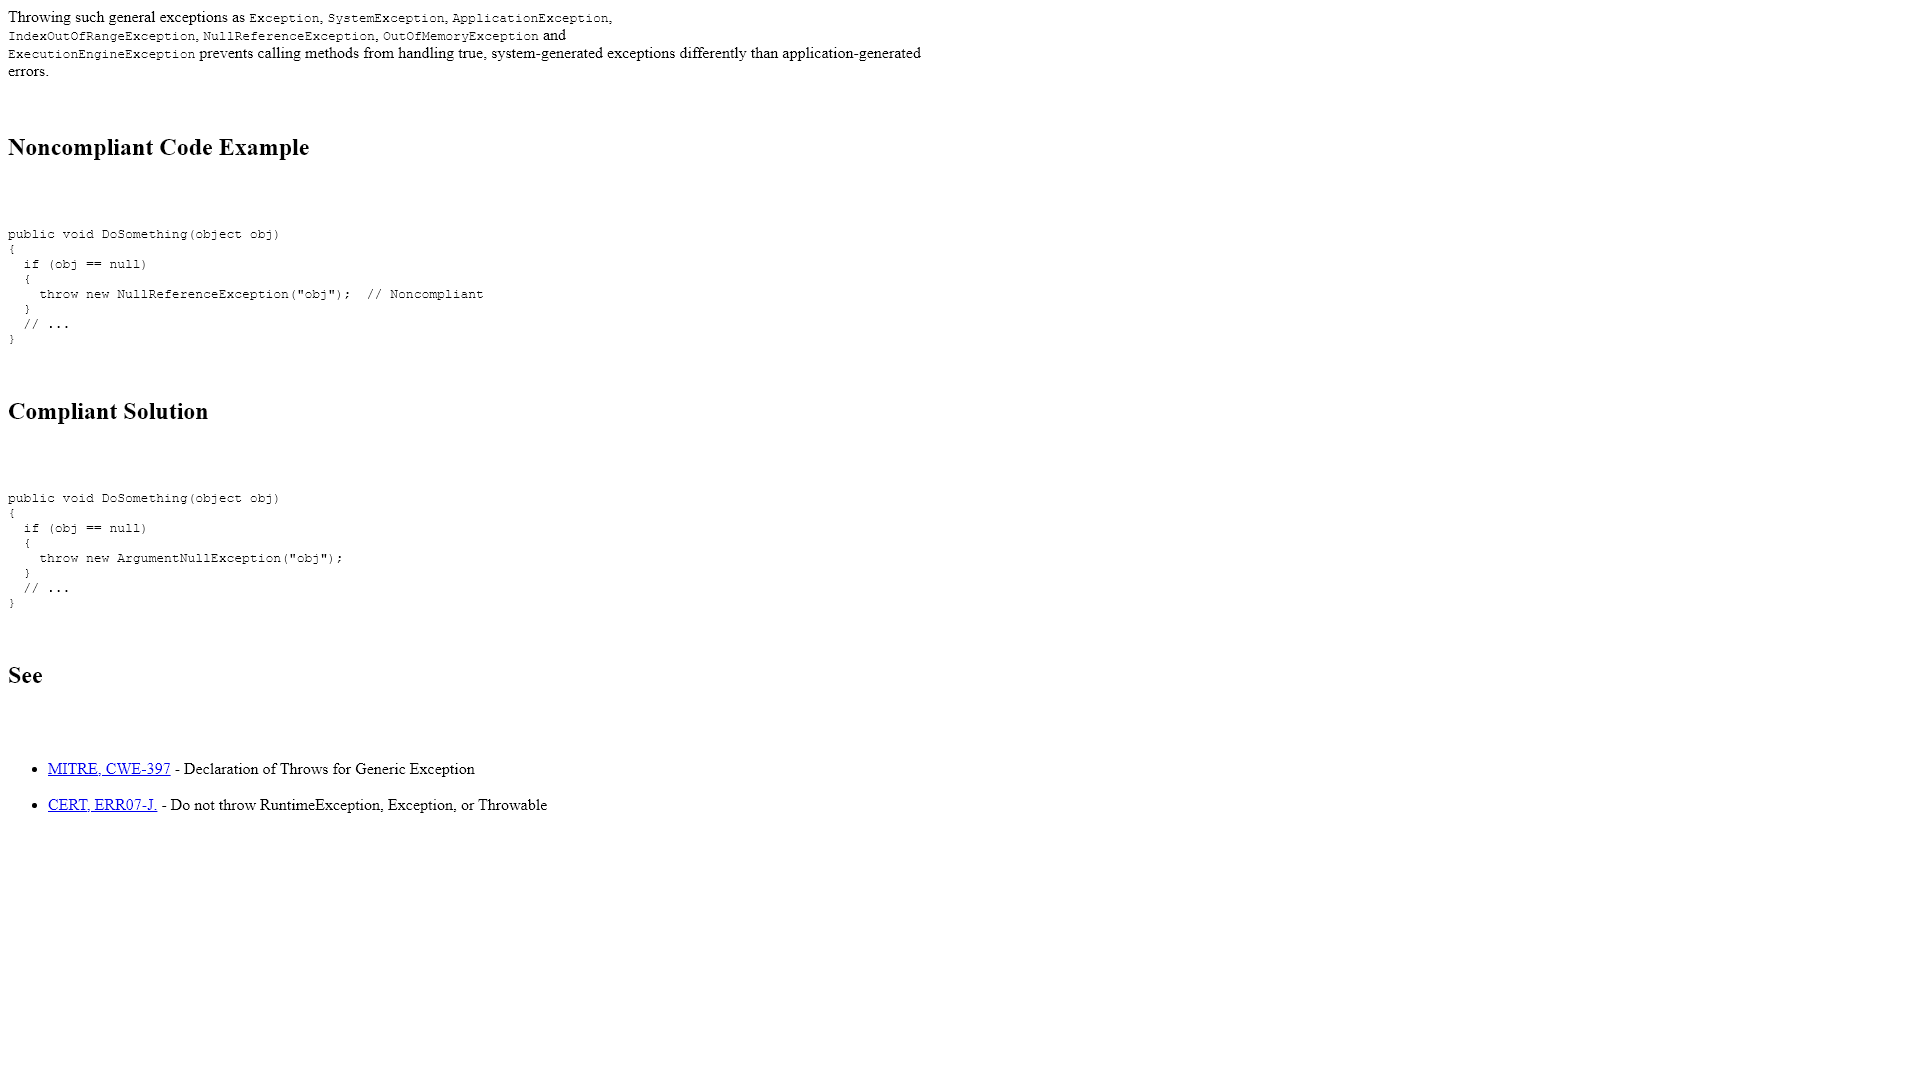 Throwing such general exceptions as Exception, SystemException, ApplicationException,
IndexOutOfRangeException, NullReferenceException, OutOfMemoryException and
ExecutionEngineException prevents calling methods from handling true, system-generated exceptions differently than application-generated
errors.
Noncompliant Code Example
public void DoSomething(object obj)
{
  if (obj == null)
  {
    throw new NullReferenceException("obj");  // Noncompliant
  }
  // ...
}
Compliant Solution
public void DoSomething(object obj)
{
  if (obj == null)
  {
    throw new ArgumentNullException("obj");
  }
  // ...
}
See
• MITRE, CWE-397 - Declaration of Throws for Generic Exception
• CERT, ERR07-J. - Do not throw RuntimeException, Exception, or Throwable